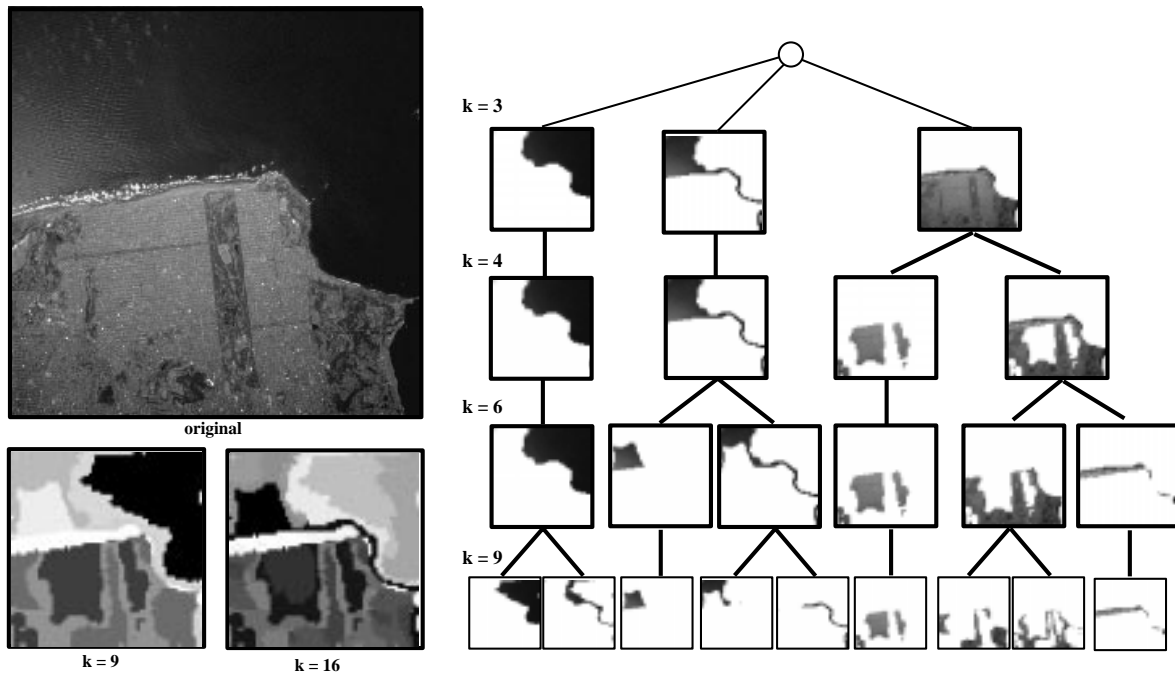 original
k = 9
k = 16
k = 3
k = 4
k = 6
k = 9